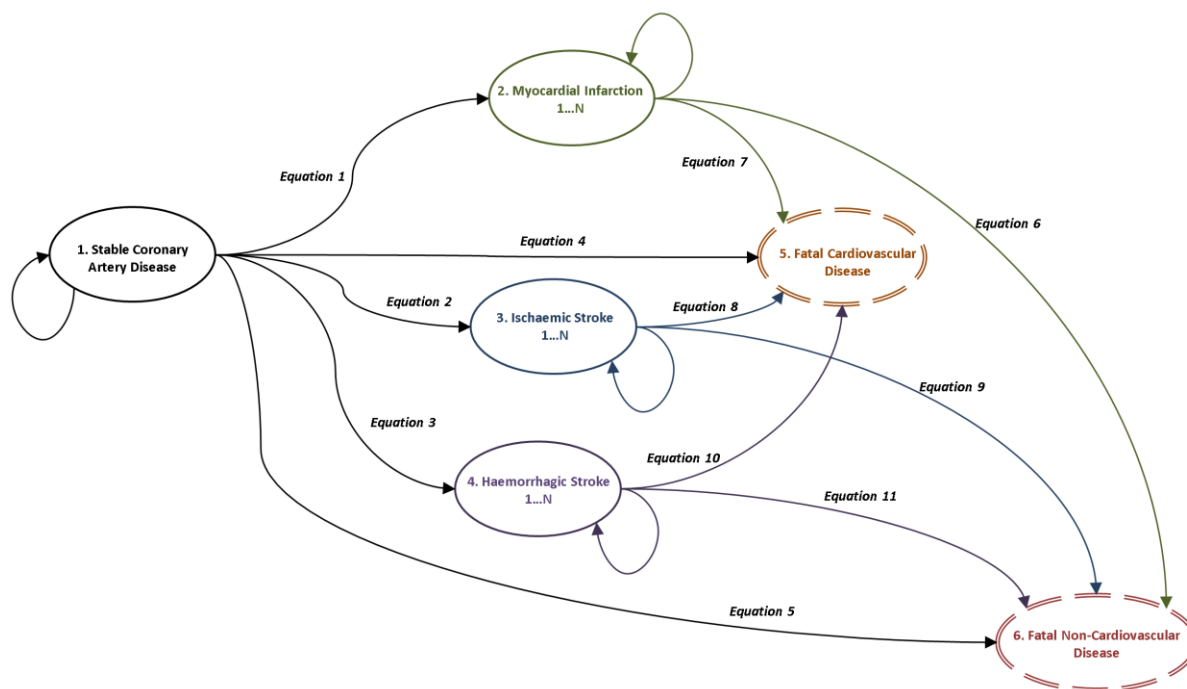 2. Myocardial Infarction
1...N
Equation 7
Equation 1
Equation 6
1. Stable Coronary
Artery Disease
Equation 4
5. Fatal Cardiovascular
Disease
Equation 2
Equation 8
3. Ischaemic Stroke
1...N
Equation 9
Equation 3
Equation 10
4. Haemorrhagic Stroke
1...N
Equation 11
Equation 5
6. Fatal Non-Cardiovascular
Disease